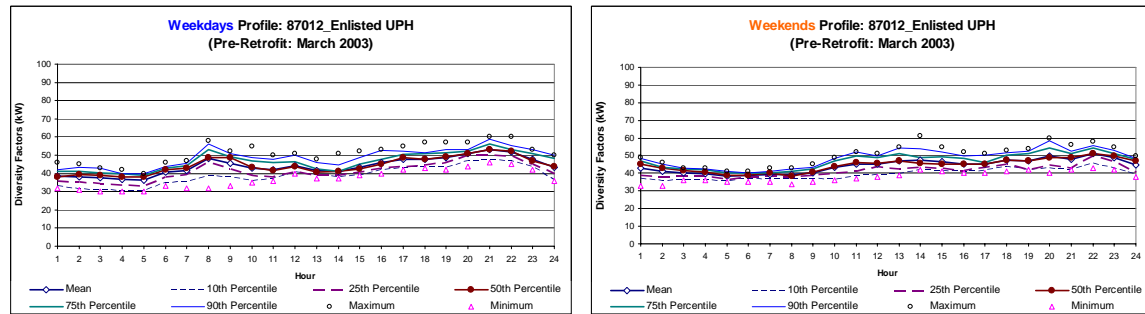 Weekdays Profile: 87012_Enlisted UPH
(Pre-Retrofit: March 2003)
Diversity Factors (kW)
100
90
80
70
60
50
40
30
20
10
0
1 2 3 4 5 6 7 8 9 10 11 12 13 14 15 16 17 18 19 20 21 22 23 24
Hour
Mean 10th Percentile 25th Percentile 50th Percentile
75th Percentile 90th Percentile Maximum Minimum
Weekends Profile: 87012_Enlisted UPH
(Pre-Retrofit: March 2003)
Diversity Factors (kW)
100
90
80
70
60
50
40
30
20
10
0
1 2 3 4 5 6 7 8 9 10 11 12 13 14 15 16 17 18 19 20 21 22 23 24
Hour
Mean 10th Percentile 25th Percentile 50th Percentile
75th Percentile 90th Percentile Maximum Minimum